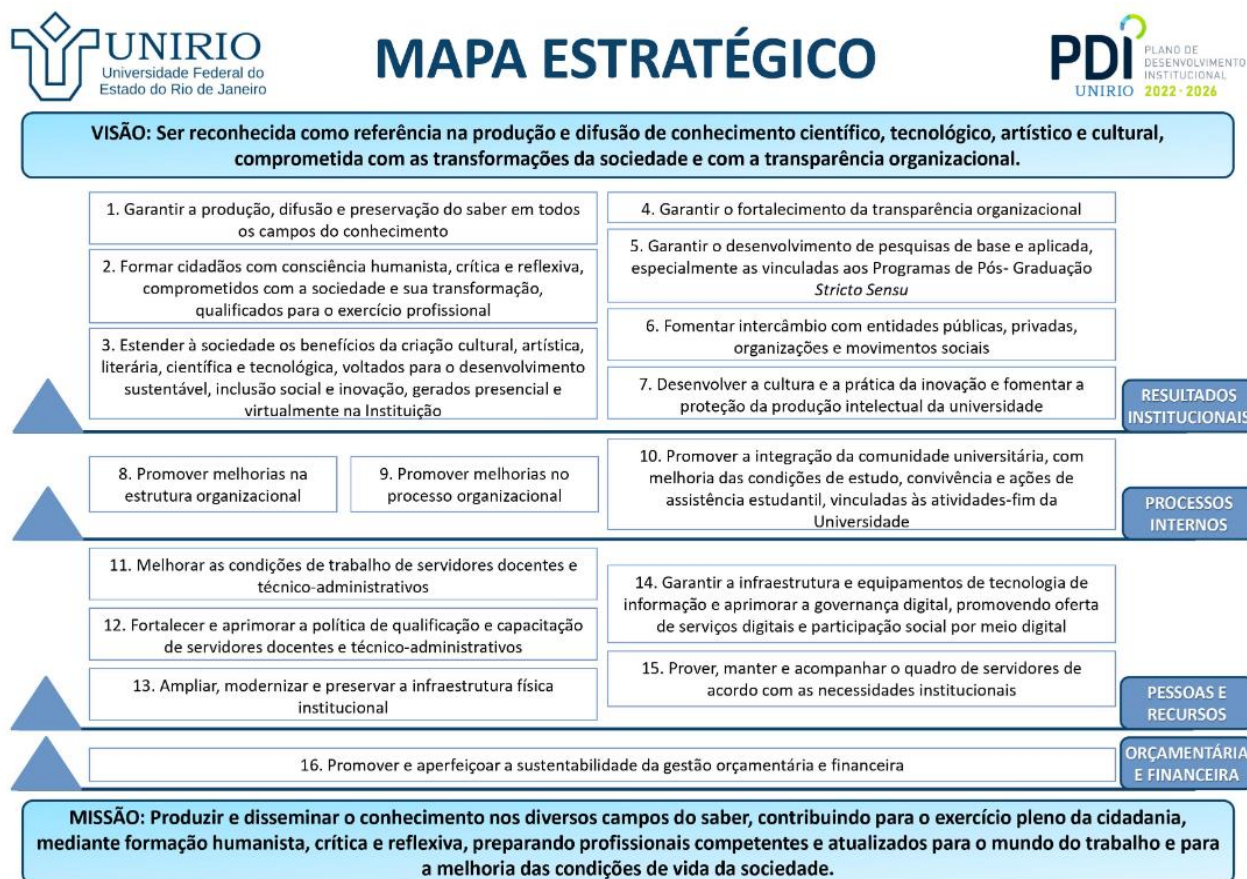 UNIRIO
Universidade Federal do
Estado do Rio de Janeiro
MAPA ESTRATÉGICO
PDI
UNIRIO
PLANO DE
DESENVOLVIMENTO
INSTITUCIONAL
2022 - 2026
VISÃO: Ser reconhecida como referência na produção e difusão de conhecimento científico, tecnológico, artístico e cultural,
comprometida com as transformações da sociedade e com a transparência organizacional.
1. Garantir a produção, difusão e preservação do saber em todos
os campos do conhecimento
2. Formar cidadãos com consciência humanista, crítica e reflexiva,
comprometidos com a sociedade e sua transformação,
qualificados para o exercício profissional
3. Estender à sociedade os benefícios da criação cultural, artística,
literária, científica e tecnológica, voltados para o desenvolvimento
sustentável, inclusão social e inovação, gerados presencial e
virtualmente na Instituição
4. Garantir o fortalecimento da transparência organizacional
5. Garantir o desenvolvimento de pesquisas de base e aplicada,
especialmente as vinculadas aos Programas de Pós- Graduação
Stricto Sensu
6. Fomentar intercâmbio com entidades públicas, privadas,
organizações e movimentos sociais
7. Desenvolver a cultura e a prática da inovação e fomentar a
proteção da produção intelectual da universidade
RESULTADOS
INSTITUCIONAIS
8. Promover melhorias na
estrutura organizacional
9. Promover melhorias no
processo organizacional
10. Promover a integração da comunidade universitária, com
melhoria das condições de estudo, convivência e ações de
assistência estudantil, vinculadas às atividades-fim da
Universidade
PROCESSOS
INTERNOS
11. Melhorar as condições de trabalho de servidores docentes e
técnico-administrativos
12. Fortalecer e aprimorar a política de qualificação e capacitação
de servidores docentes e técnico-administrativos
13. Ampliar, modernizar e preservar a infraestrutura física
institucional
14. Garantir a infraestrutura e equipamentos de tecnologia de
informação e aprimorar a governança digital, promovendo oferta
de serviços digitais e participação social por meio digital
15. Prover, manter e acompanhar o quadro de servidores de
acordo com as necessidades institucionais
PESSOAS E
RECURSOS
16. Promover e aperfeiçoar a sustentabilidade da gestão orçamentária e financeira
ORÇAMENTÁRIA
E FINANCEIRA
MISSÃO: Produzir e disseminar o conhecimento nos diversos campos do saber, contribuindo para o exercício pleno da cidadania,
mediante formação humanista, crítica e reflexiva, preparando profissionais competentes e atualizados para o mundo do trabalho e para
a melhoria das condições de vida da sociedade.